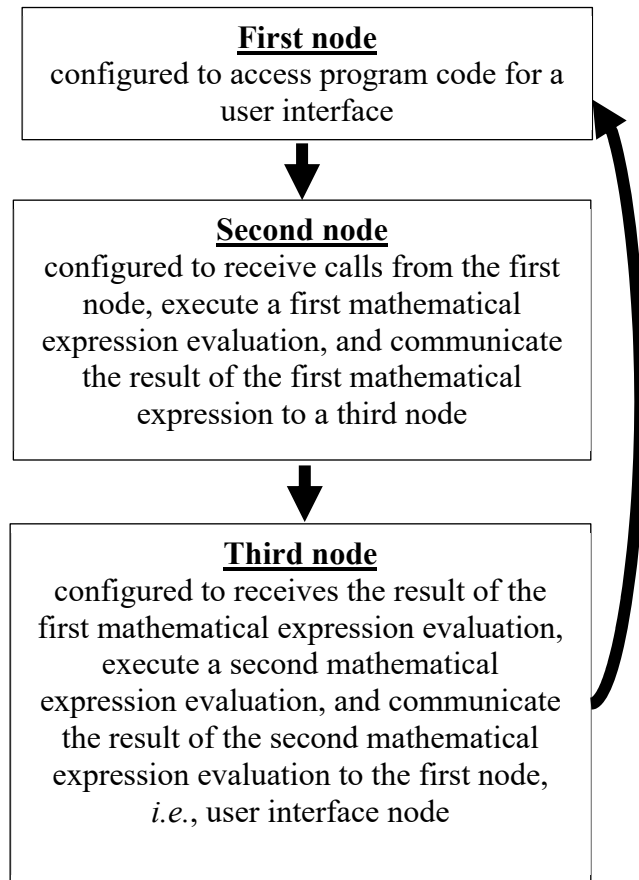 First node
configured to access program code for a
user interface
Second node
configured to receive calls from the first
node, execute a first mathematical
expression evaluation, and communicate
the result of the first mathematical
expression to a third node
Third node
configured to receives the result of the
first mathematical expression evaluation,
execute a second mathematical
expression evaluation, and communicate
the result of the second mathematical
expression evaluation to the first node,
i.e., user interface node